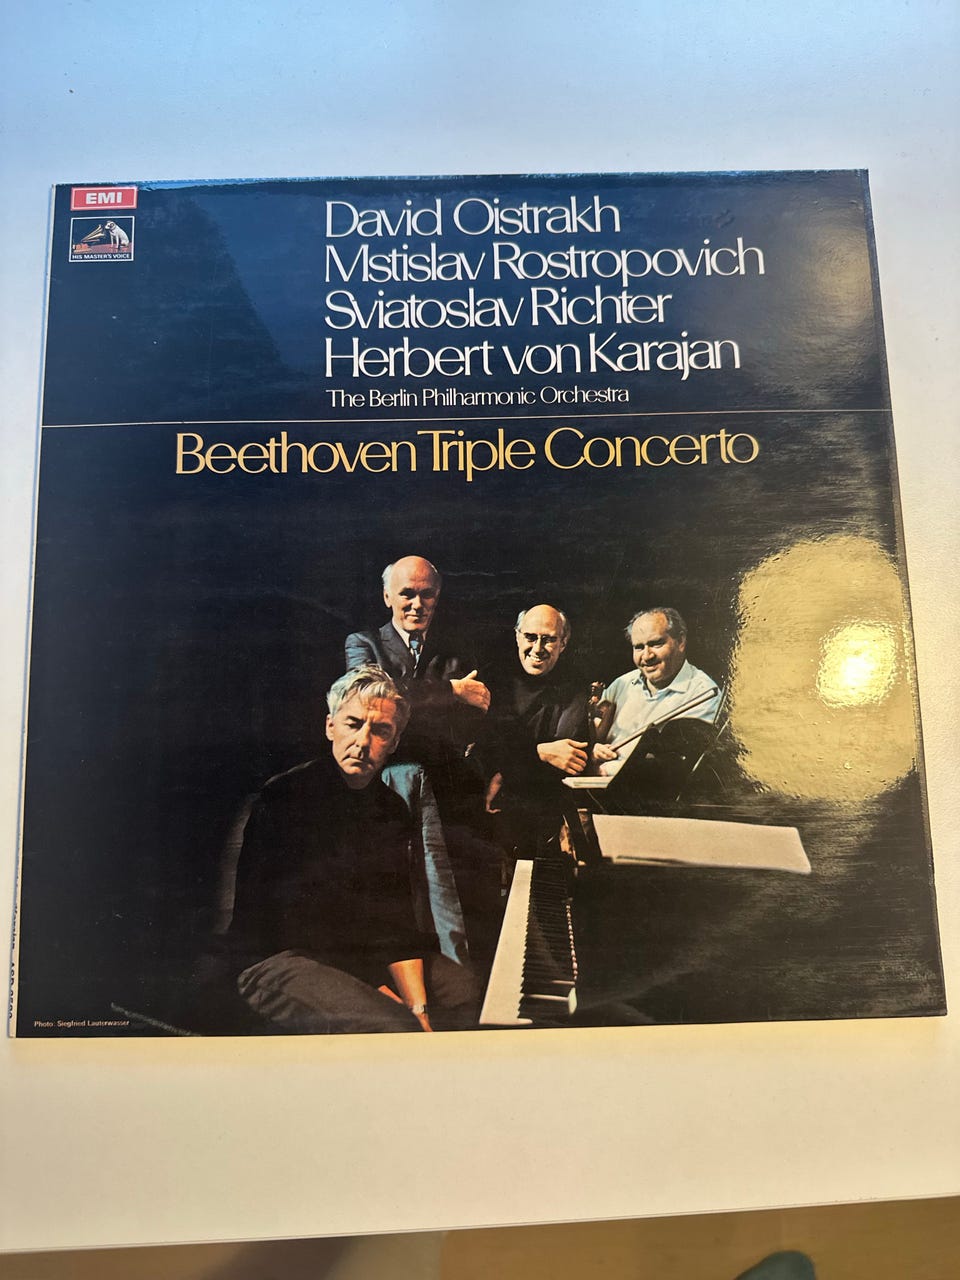 EMI
HIS MASTER'S VOICE
David Oistrakh
Mstislav Rostropovich
Sviatoslav Richter
Herbert von Karajan
The Berlin Philharmonic Orchestra
Beethoven Triple Concerto
Photo: Siegfried Lauterwasser